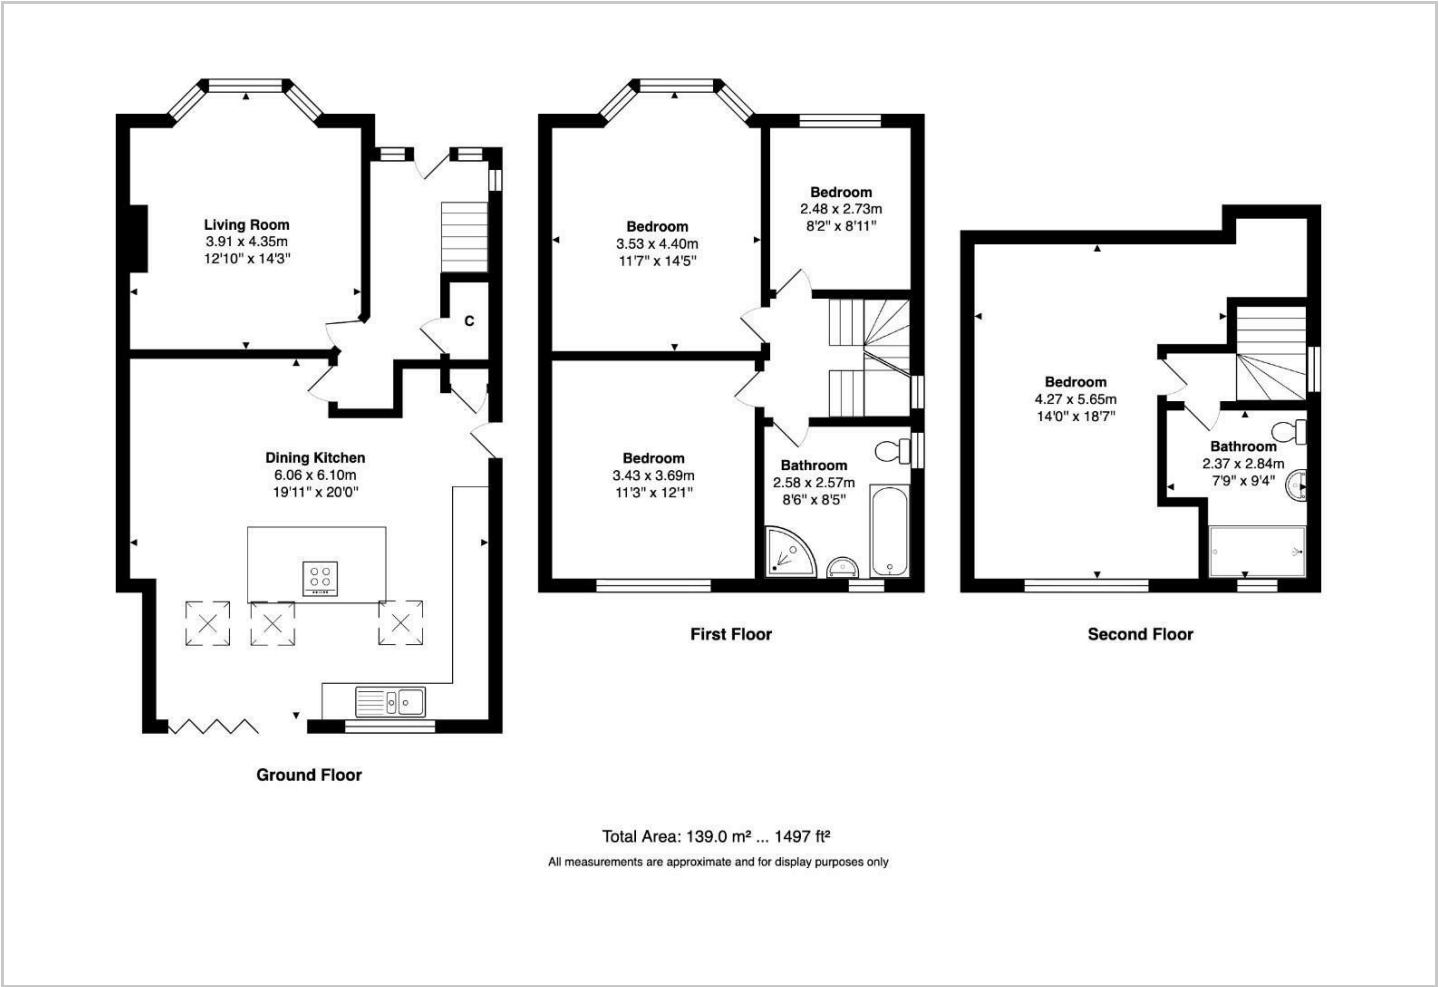 Living Room
3.91 x 4.35m
12'10" x 14'3"
C
Dining Kitchen
6.06 x 6.10m
19'11" x 20'0"
Ground Floor
Bedroom
3.53 x 4.40m
11'7" x 14'5"
Bedroom
2.48 x 2.73m
8'2" x 8'11"
Bedroom
3.43 x 3.69m
11'3" x 12'1"
Bathroom
2.58 x 2.57m
8'6" x 8'5"
First Floor
Bedroom
4.27 x 5.65m
14'0" x 18'7"
Bathroom
2.37 x 2.84m
7'9" x 9'4"
Second Floor
Total Area: 139.0 m² ... 1497 ft²
All measurements are approximate and for display purposes only